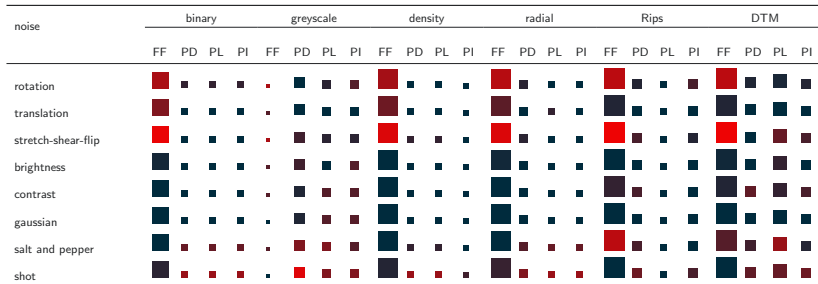 noise binary greyscale density radial Rips DTM
FF PD PL PI FF PD PL PI FF PD PL PI FF PD PL PI FF PD PL PI FF PD PL PI
rotation
translation
stretch-shear-flip
brightness
contrast
gaussian
salt and pepper
shot